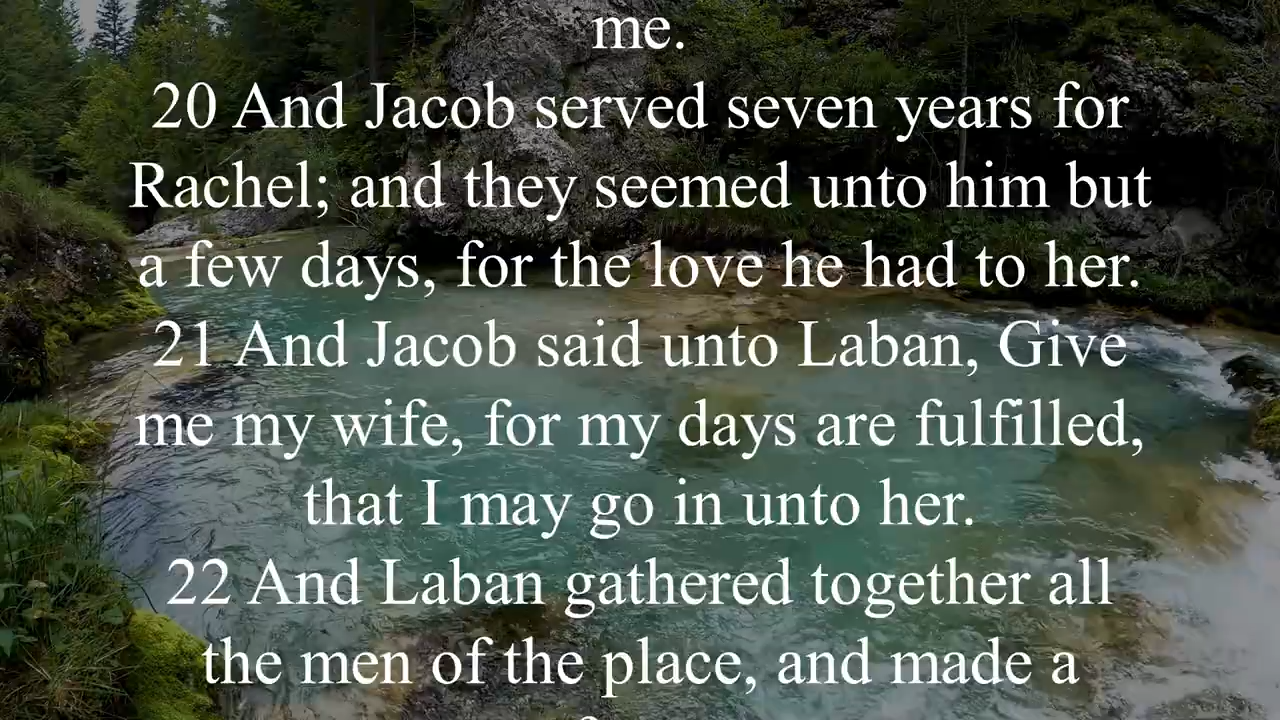 me.
20 And Jacob served seven years for
Rachel; and they seemed unto him but
a few days, for the love he had to her.
21 And Jacob said unto Laban, Give
me my wife, for my days are fulfilled,
that I may go in unto her.
22 And Laban gathered together all
the men of the place, and made a